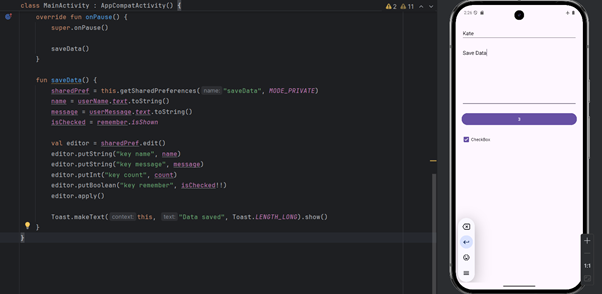 class MainActivity : AppCompatActivity() {
2 11
override fun onPause() {
super.onPause()
saveData()
}
fun saveData() {
sharedPref = this.getSharedPreferences( name: "saveData", MODE_PRIVATE)
name = userName.text.toString()
message = userMessage.text.toString()
isChecked = remember.isShown
val editor = sharedPref.edit()
editor.putString("key name", name)
editor.putString("key message", message)
editor.putInt("key count", count)
editor.putBoolean("key remember", isChecked!!)
editor.apply()
Toast.makeText( context: this, text: "Data saved", Toast.LENGTH_LONG).show()
}
}
2:26
Kate
Save Data
3
CheckBox
1:1